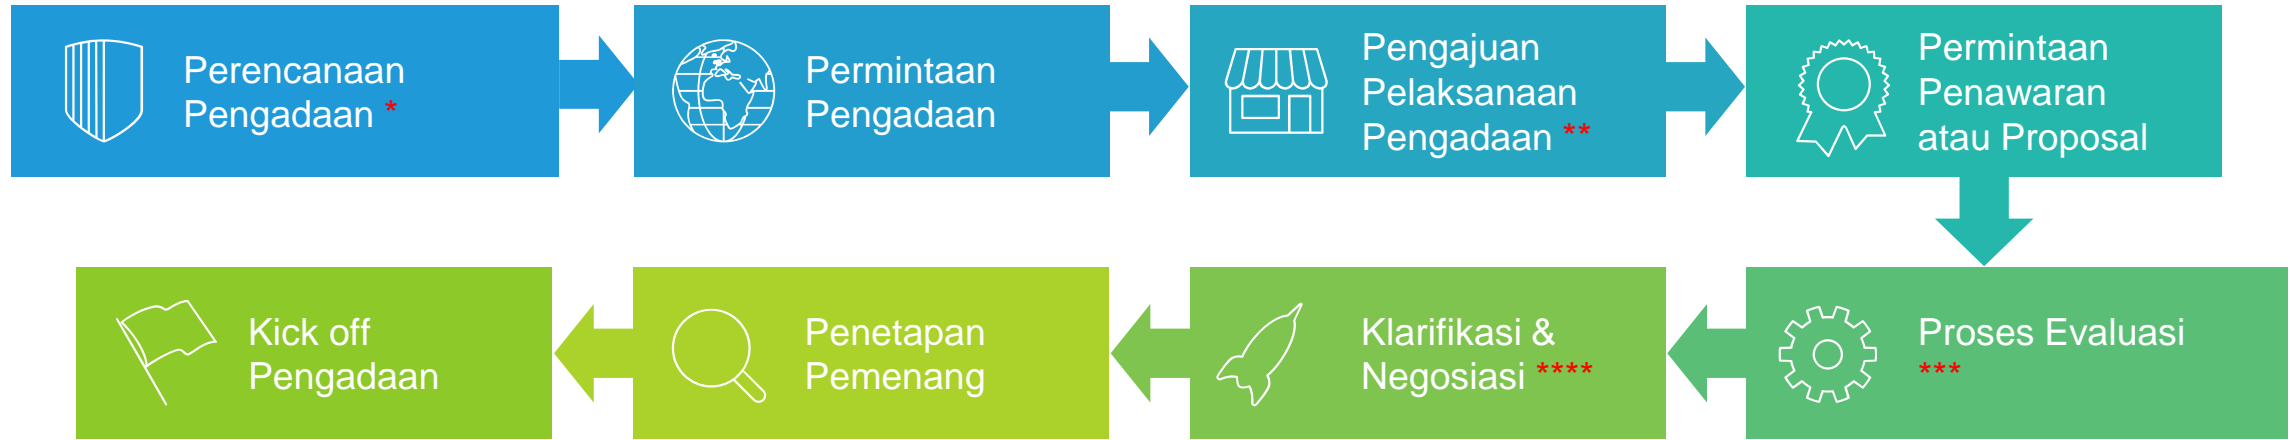 Perencanaan
Pengadaan *
Permintaan
Pengadaan
Pengajuan
Pelaksanaan
Pengadaan **
Permintaan
Penawaran
atau Proposal
Proses Evaluasi
***
Klarifikasi &
Negosiasi ****
Penetapan
Pemenang
Kick off
Pengadaan